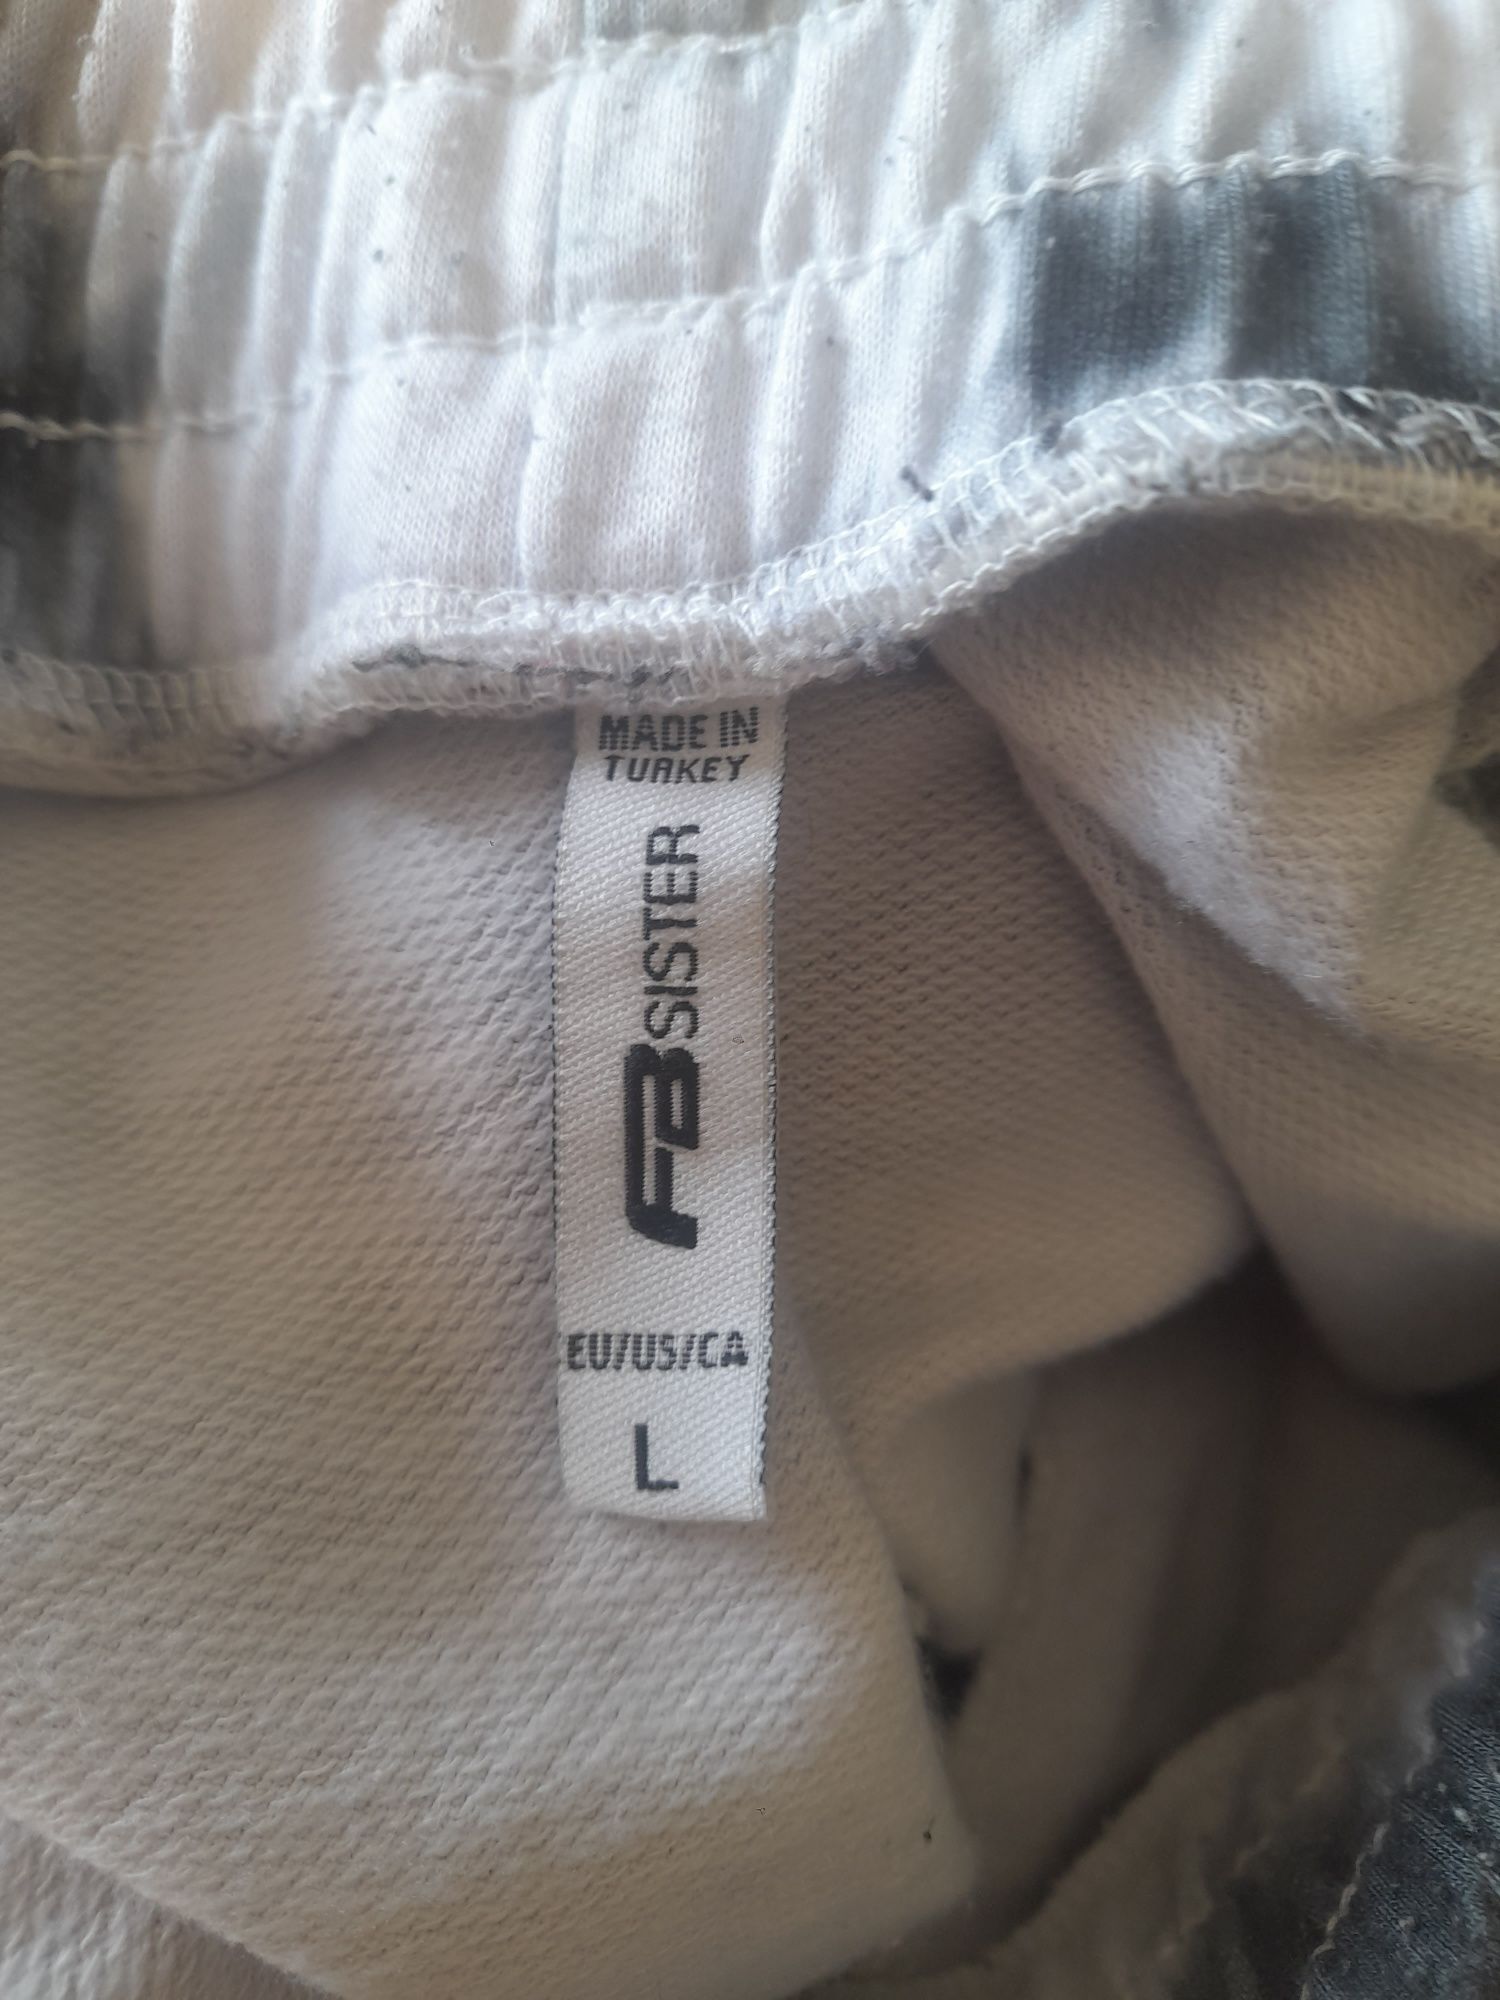 MADE IN
TURKEY
FB SISTER
EU/US/CA
L